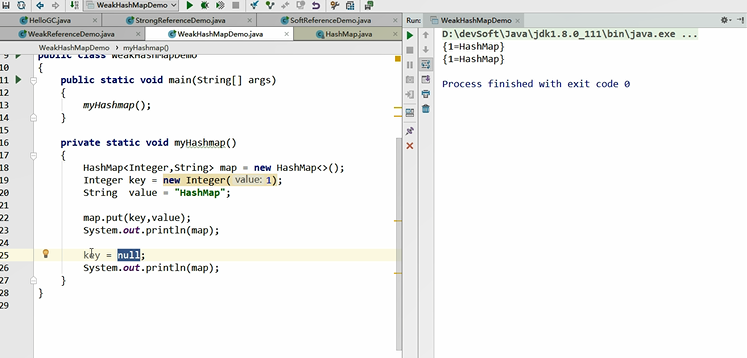 WeakHashMapDemo
HelloGC.java
StrongReferenceDemo.java
SoftReferenceDemo.java
Run:
WeakHashMapDemo
WeakReferenceDemo.java
WeakHashMapDemo.java
HashMap.java
D:\devSoft\Java\jdk1.8.0_111\bin\java.exe ...
{1=HashMap}
{1=HashMap}
Process finished with exit code 0
WeakHashMapDemo
myHashmap()
9 public class WeakHashMapDemo
10 {
11 public static void main(String[] args)
12 {
13 myHashmap();
14 }
15
16 private static void myHashmap()
17 {
18 HashMap<Integer,String> map = new HashMap<>();
19 Integer key = new Integer( value: 1);
20 String value = "HashMap";
21
22 map.put(key,value);
23 System.out.println(map);
24
25 key = null;
26 System.out.println(map);
27 }
28 }
29